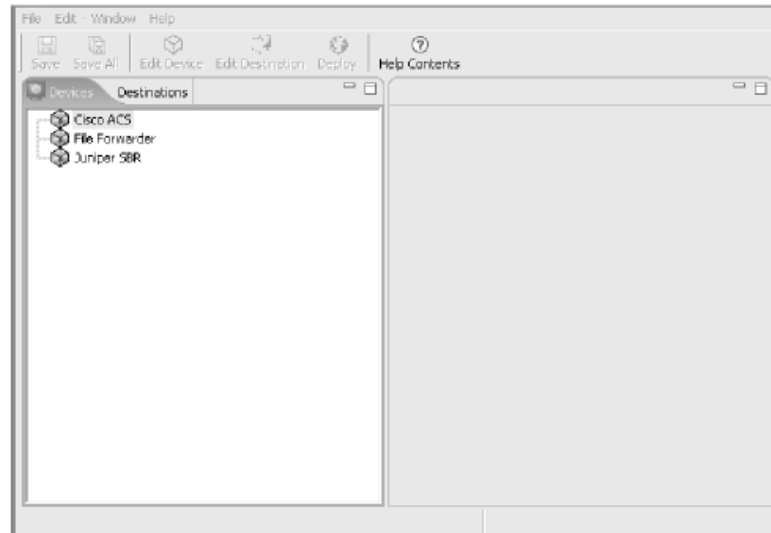 File Edit Window Help
Save Save All Edit Device Edit Destination Deploy Help Contents
Devices Destinations
Cisco ACS
File Forwarder
Juniper SBR